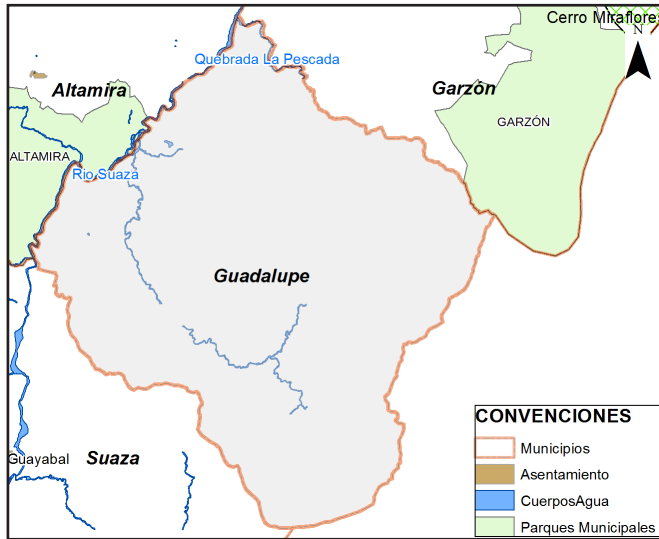 Cerro Miraflore
N
Quebrada La Pescada
Altamira
Garzón
GARZÓN
ALTAMIRA
Rio Suaza
Guadalupe
CONVENCIONES
Municipios
Guayabal
Suaza
Asentamiento
CuerposAgua
Parques Municipales